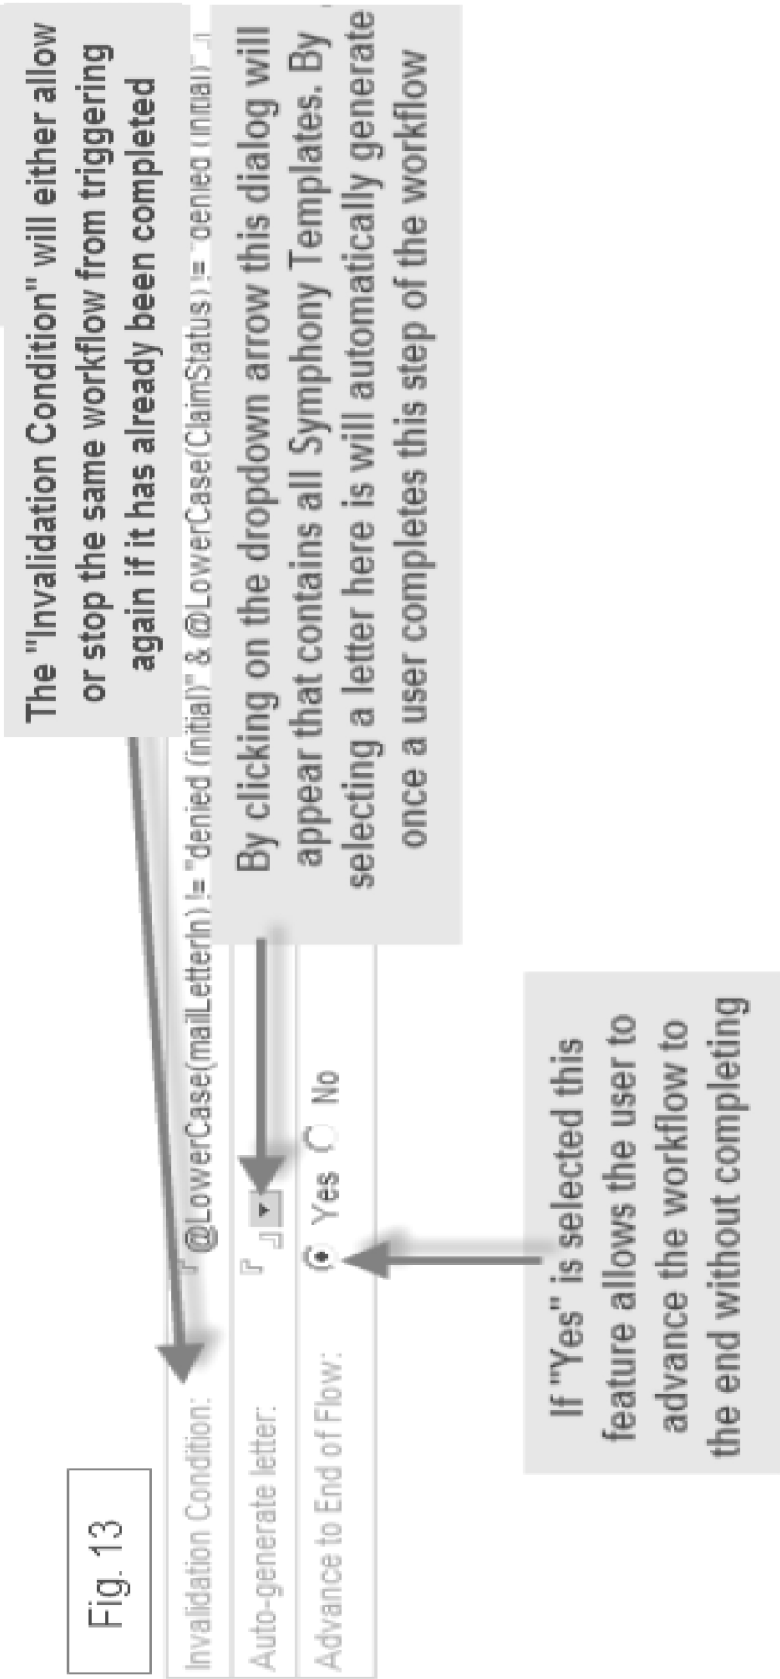 Fig. 13
The "Invalidation Condition" will either allow
or stop the same workflow from triggering
again if it has already been completed
Invalidation Condition: @LowerCase(mailLetterIn) != "denied (initial)" & @LowerCase(ClaimStatus) != "denied (initial)"
Auto-generate letter:
By clicking on the dropdown arrow this dialog will
appear that contains all Symphony Templates. By
selecting a letter here is will automatically generate
once a user completes this step of the workflow
Advance to End of Flow: Yes No
If "Yes" is selected this
feature allows the user to
advance the workflow to
the end without completing